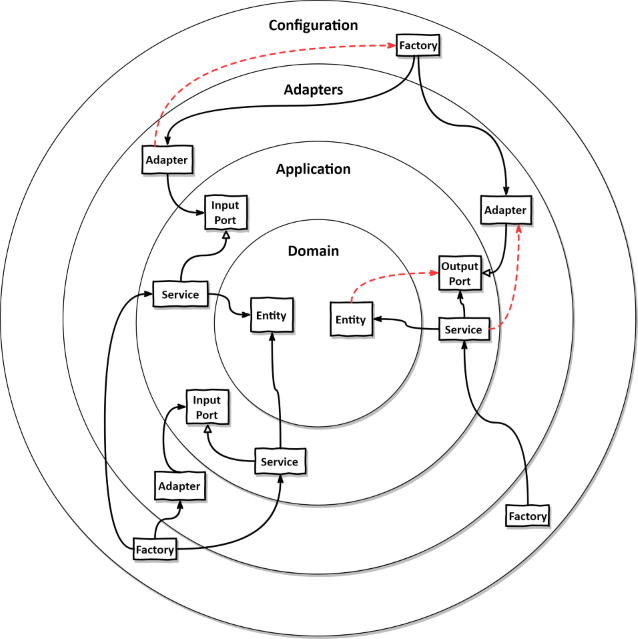 Configuration
Factory
Adapters
Adapter
Application
Input
Port
Adapter
Domain
Output
Port
Service
Entity
Entity
Service
Input
Port
Service
Adapter
Factory
Factory